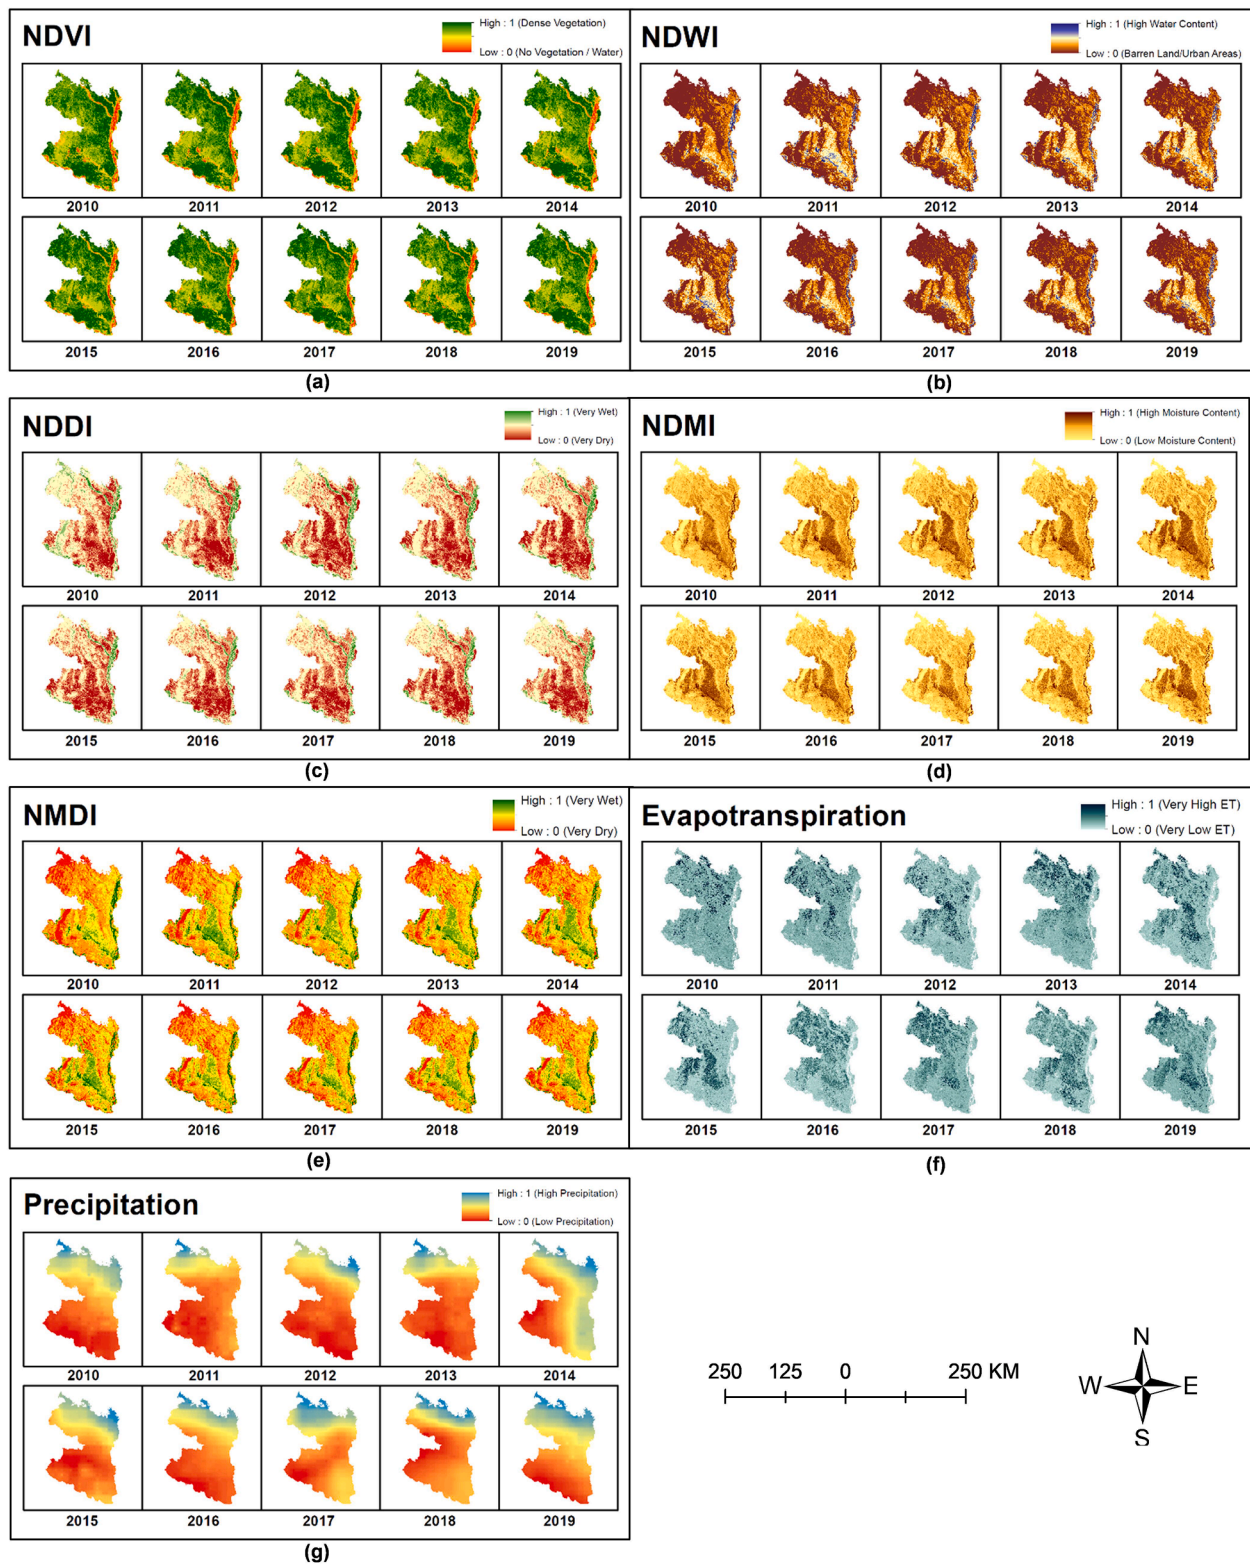 NDVI
High : 1 (Dense Vegetation)
Low : 0 (No Vegetation / Water)
2010 2011 2012 2013 2014
2015 2016 2017 2018 2019
(a)
NDWI
High : 1 (High Water Content)
Low : 0 (Barren Land/Urban Areas)
2010 2011 2012 2013 2014
2015 2016 2017 2018 2019
(b)
NDDI
High : 1 (Very Wet)
Low : 0 (Very Dry)
2010 2011 2012 2013 2014
2015 2016 2017 2018 2019
(c)
NDMI
High : 1 (High Moisture Content)
Low : 0 (Low Moisture Content)
2010 2011 2012 2013 2014
2015 2016 2017 2018 2019
(d)
NMDI
High : 1 (Very Wet)
Low : 0 (Very Dry)
2010 2011 2012 2013 2014
2015 2016 2017 2018 2019
(e)
Evapotranspiration
High : 1 (Very High ET)
Low : 0 (Very Low ET)
2010 2011 2012 2013 2014
2015 2016 2017 2018 2019
(f)
Precipitation
High : 1 (High Precipitation)
Low : 0 (Low Precipitation)
2010 2011 2012 2013 2014
2015 2016 2017 2018 2019
(g)
250 125 0 250 KM
N
W E
S